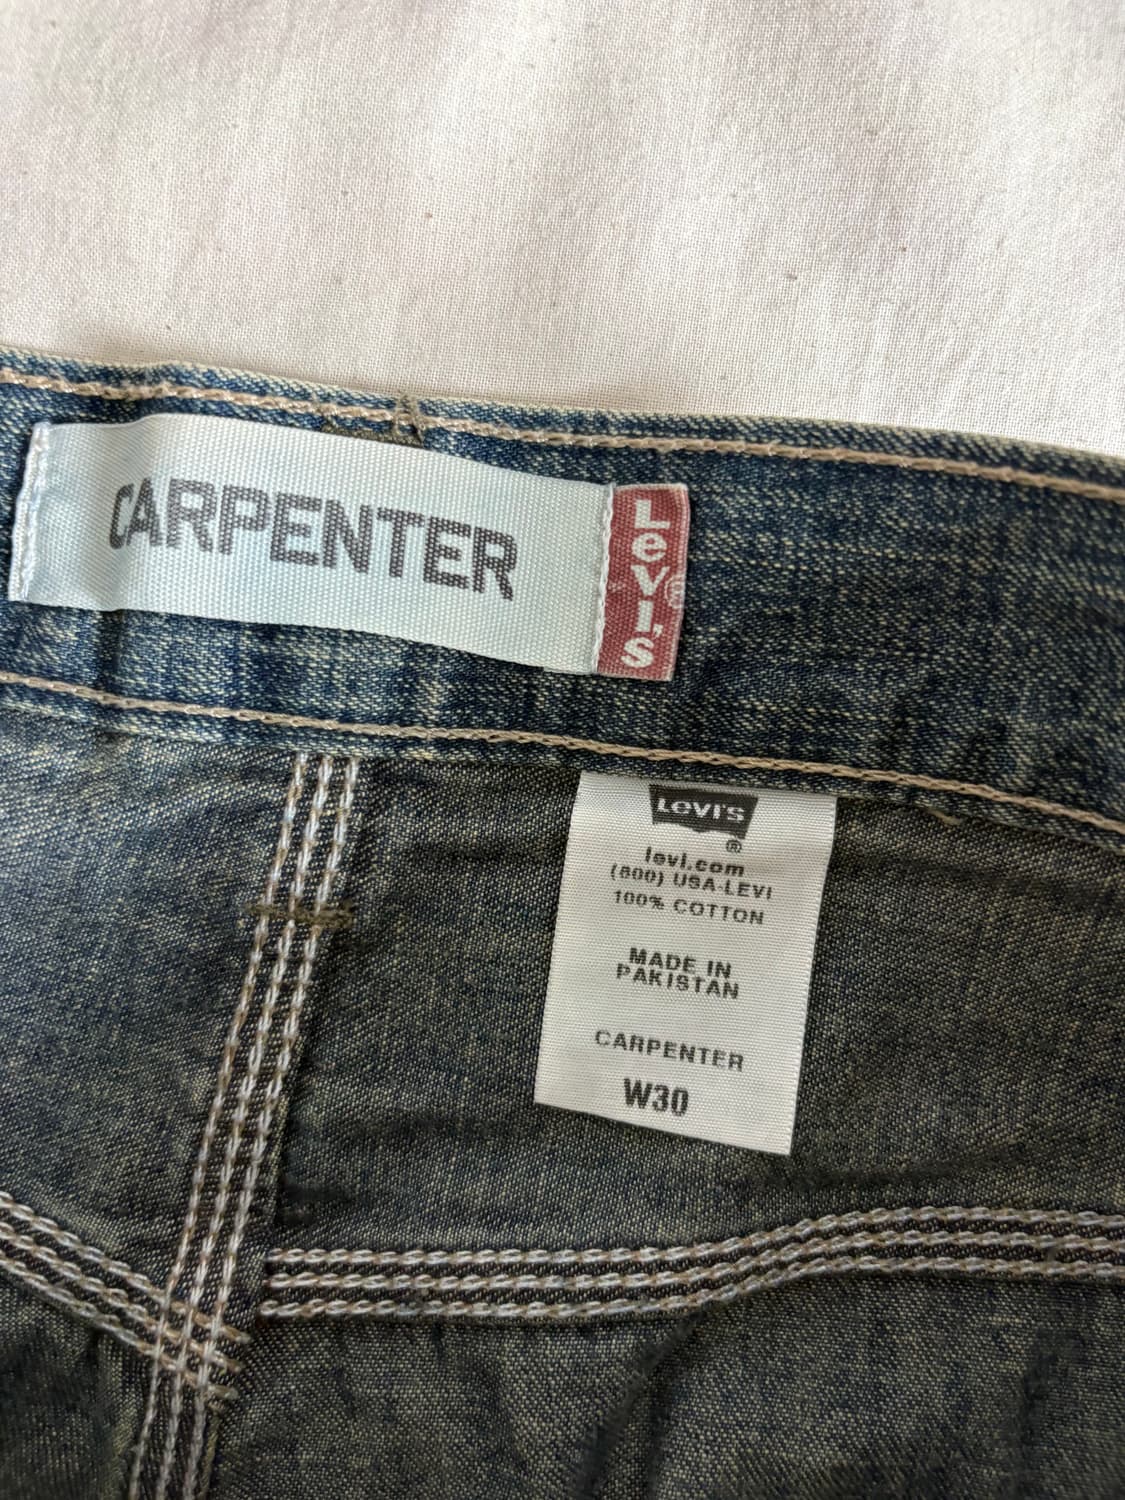 CARPENTER
Levi's®
Levi's
®
levi.com
(800) USA-LEVI
100% COTTON
MADE IN
PAKISTAN
CARPENTER
W30